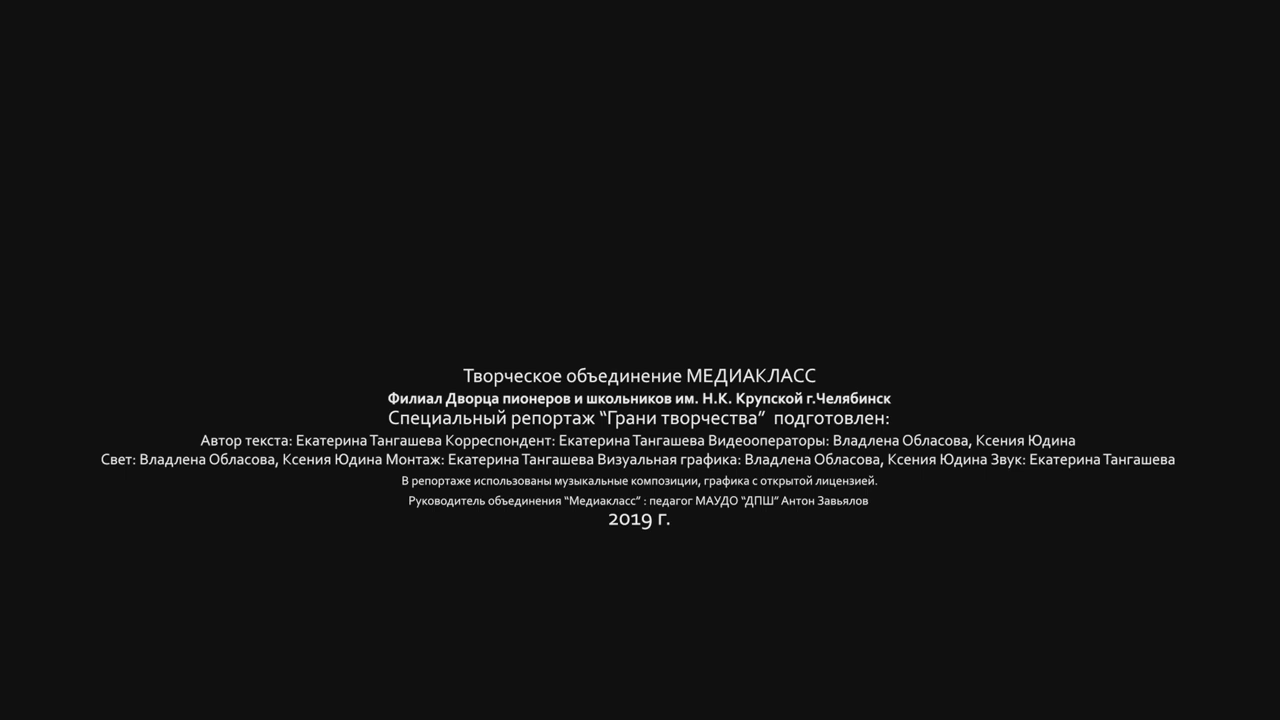 Творческое объединение МЕДИАКЛАСС
Филиал Дворца пионеров и школьников им. Н.К. Крупской г.Челябинск
Специальный репортаж “Грани творчества”  подготовлен:
Автор текста: Екатерина Тангашева Корреспондент: Екатерина Тангашева Видеооператоры: Владлена Обласова, Ксения Юдина
Свет: Владлена Обласова, Ксения Юдина Монтаж: Екатерина Тангашева Визуальная графика: Владлена Обласова, Ксения Юдина Звук: Екатерина Тангашева
В репортаже использованы музыкальные композиции, графика с открытой лицензией.
Руководитель объединения “Медиакласс” : педагог МАУДО “ДПШ” Антон Завьялов
2019 г.